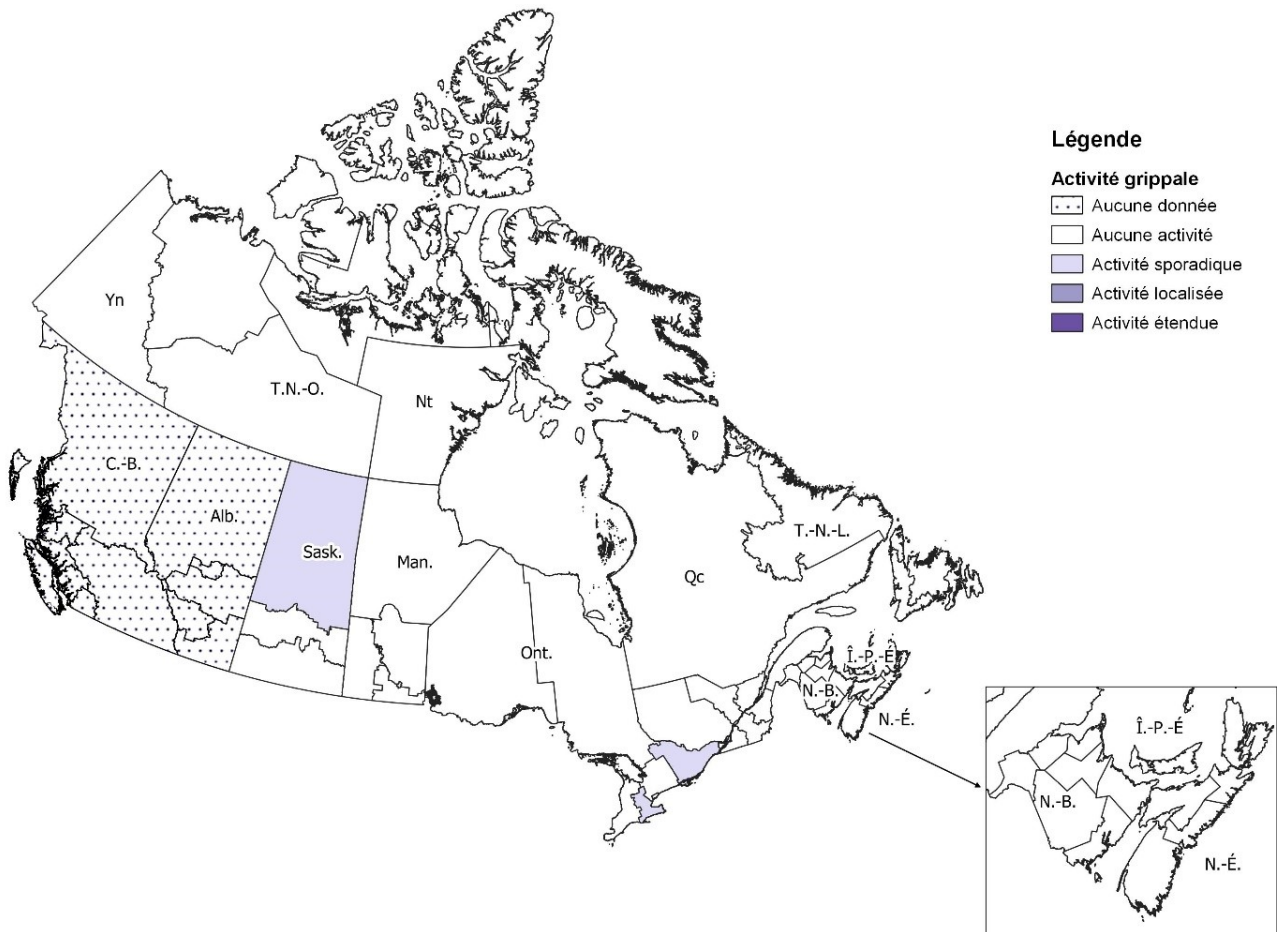 Légende
Activité grippale
Aucune donnée
Aucune activité
Activité sporadique
Activité localisée
Activité étendue
Yn
T.N.-O.
Nt
C.-B.
Alb.
Sask.
Man.
Ont.
Qc
T.-N.-L.
Î.-P.-É
N.-B.
N.-É.
Î.-P.-É
N.-B.
N.-É.